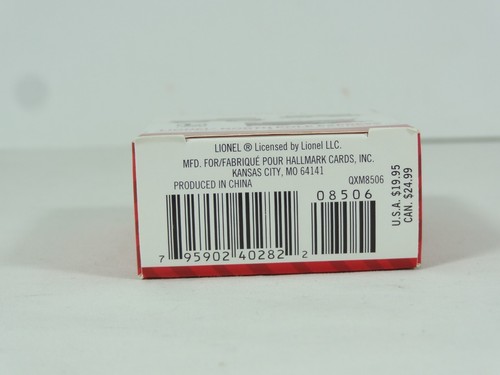 LIONEL ® Licensed by Lionel LLC.
MFD. FOR/FABRIQUÉ POUR HALLMARK CARDS, INC.
KANSAS CITY, MO 64141
PRODUCED IN CHINA QXM8506
08506
7 95902 40282 2
U.S.A. $19.95
CAN. $24.99